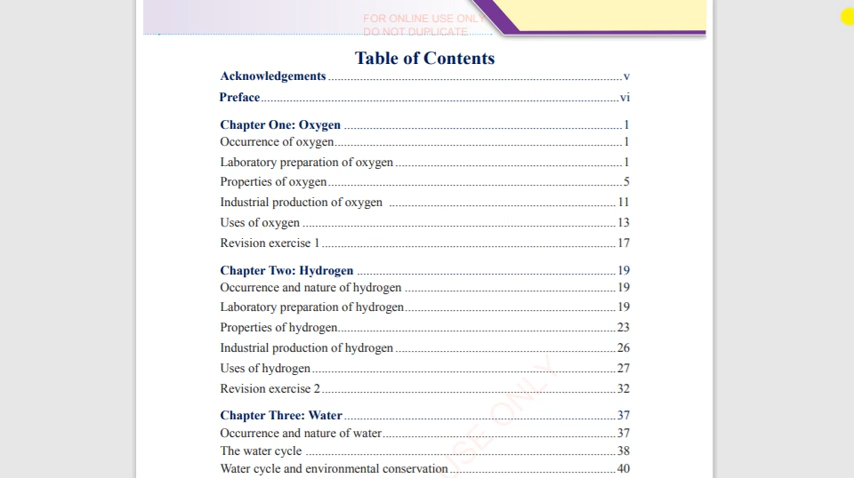 FOR ONLINE USE ONLY
DO NOT DUPLICATE
Table of Contents
Acknowledgements ........ v
Preface ........ vi
Chapter One: Oxygen ........ 1
Occurrence of oxygen ........ 1
Laboratory preparation of oxygen ........ 1
Properties of oxygen ........ 5
Industrial production of oxygen ........ 11
Uses of oxygen ........ 13
Revision exercise 1 ........ 17
Chapter Two: Hydrogen ........ 19
Occurrence and nature of hydrogen ........ 19
Laboratory preparation of hydrogen ........ 19
Properties of hydrogen ........ 23
Industrial production of hydrogen ........ 26
Uses of hydrogen ........ 27
Revision exercise 2 ........ 32
Chapter Three: Water ........ 37
Occurrence and nature of water ........ 37
The water cycle ........ 38
Water cycle and environmental conservation ........ 40
USE ONLY